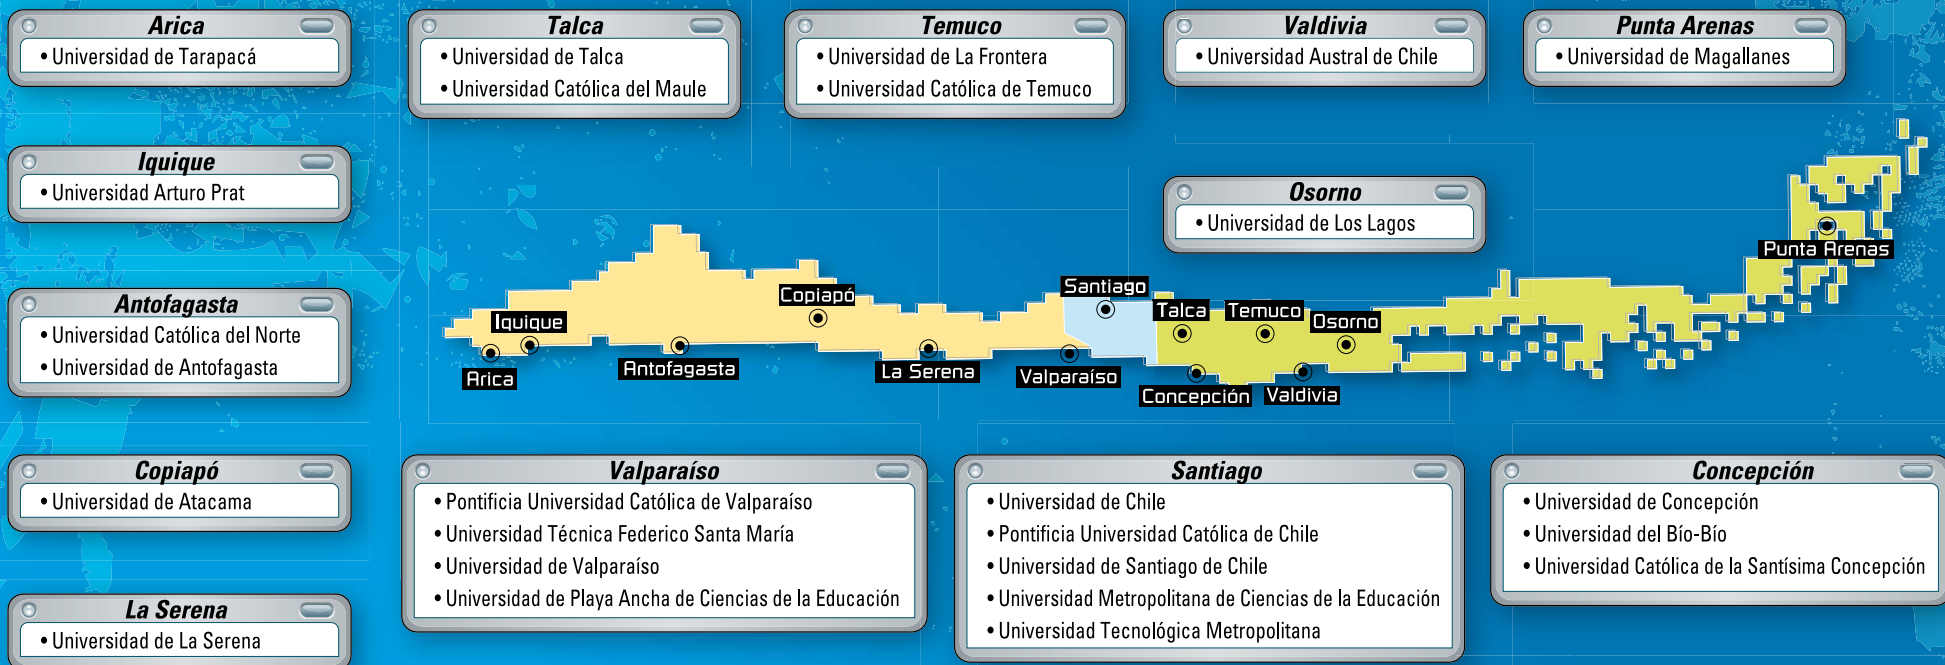 Arica
• Universidad de Tarapacá
Talca
• Universidad de Talca
• Universidad Católica del Maule
Temuco
• Universidad de La Frontera
• Universidad Católica de Temuco
Valdivia
• Universidad Austral de Chile
Punta Arenas
• Universidad de Magallanes
Iquique
• Universidad Arturo Prat
Osorno
• Universidad de Los Lagos
Antofagasta
• Universidad Católica del Norte
• Universidad de Antofagasta
Arica
Iquique
Antofagasta
Copiapó
La Serena
Valparaíso
Santiago
Talca
Concepción
Temuco
Valdivia
Osorno
Punta Arenas
Copiapó
• Universidad de Atacama
La Serena
• Universidad de La Serena
Valparaíso
• Pontificia Universidad Católica de Valparaíso
• Universidad Técnica Federico Santa María
• Universidad de Valparaíso
• Universidad de Playa Ancha de Ciencias de la Educación
Santiago
• Universidad de Chile
• Pontificia Universidad Católica de Chile
• Universidad de Santiago de Chile
• Universidad Metropolitana de Ciencias de la Educación
• Universidad Tecnológica Metropolitana
Concepción
• Universidad de Concepción
• Universidad del Bío-Bío
• Universidad Católica de la Santísima Concepción